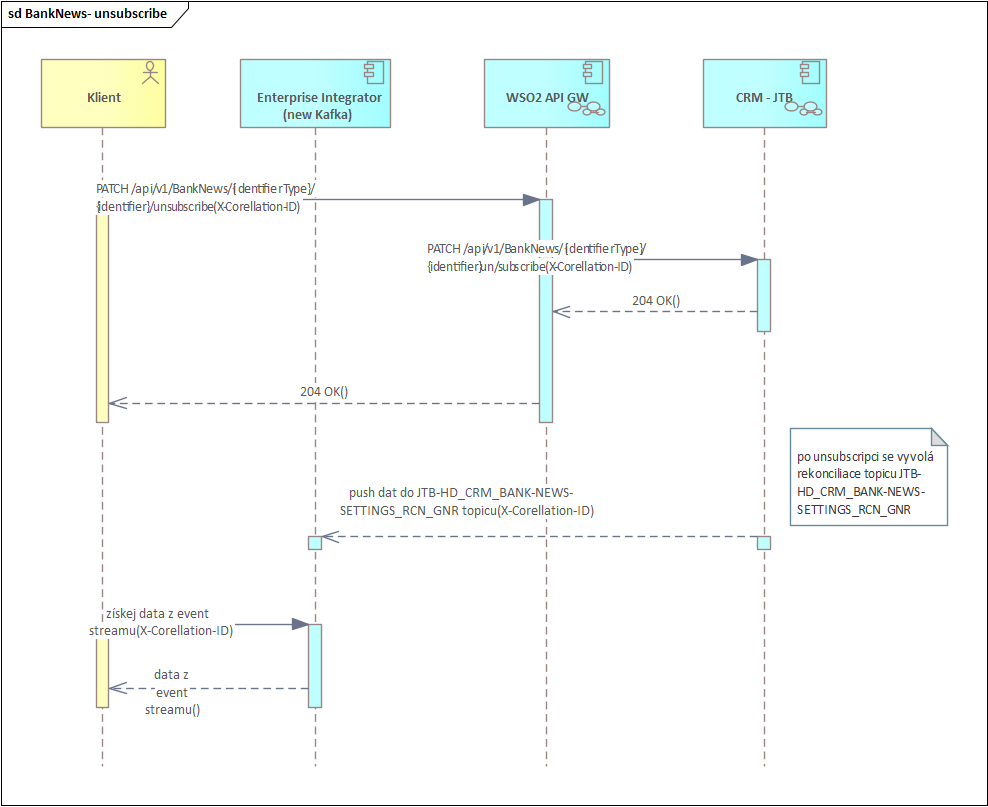 sd BankNews- unsubscribe
Klient
Enterprise Integrator
(new Kafka)
WSO2 API GW
CRM - JTB
PATCH /api/v1/BankNews/{dentifierType}/
{identifier}/unsubscribe(X-Corellation-ID)
PATCH /api/v1/BankNews/{dentifierType}/
{identifier}un/subscribe(X-Corellation-ID)
204 OK()
204 OK()
po unsubscripci se vyvolá
rekonciliace topicu JTB-
HD_CRM_BANK-NEWS-
SETTINGS_RCN_GNR
push dat do JTB-HD_CRM_BANK-NEWS-
SETTINGS_RCN_GNR topicu(X-Corellation-ID)
získej data z event
streamu(X-Corellation-ID)
data z
event
streamu()